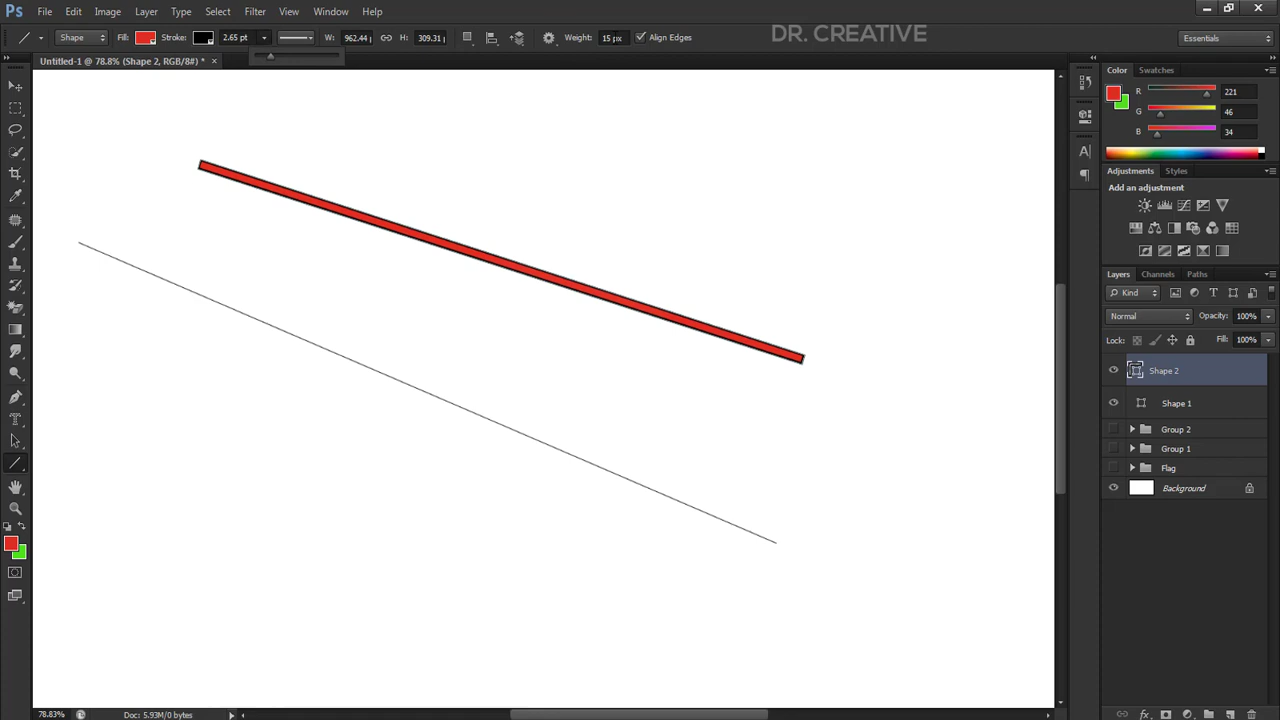 Ps File Edit Image Layer Type Select Filter View Window Help
DR. CREATIVE
Shape Fill: Stroke: 2.65 pt W: 962.44 H: 309.31 Weight: 15 px Align Edges Essentials
Untitled-1 @ 78.8% (Shape 2, RGB/8#) * ×
Color Swatches
R 221
G 46
B 34
Adjustments Styles
Add an adjustment
Layers Channels Paths
Kind
Normal Opacity: 100%
Lock: Fill: 100%
Shape 2
Shape 1
Group 2
Group 1
Flag
Background
78.83% Doc: 5.93M/0 bytes